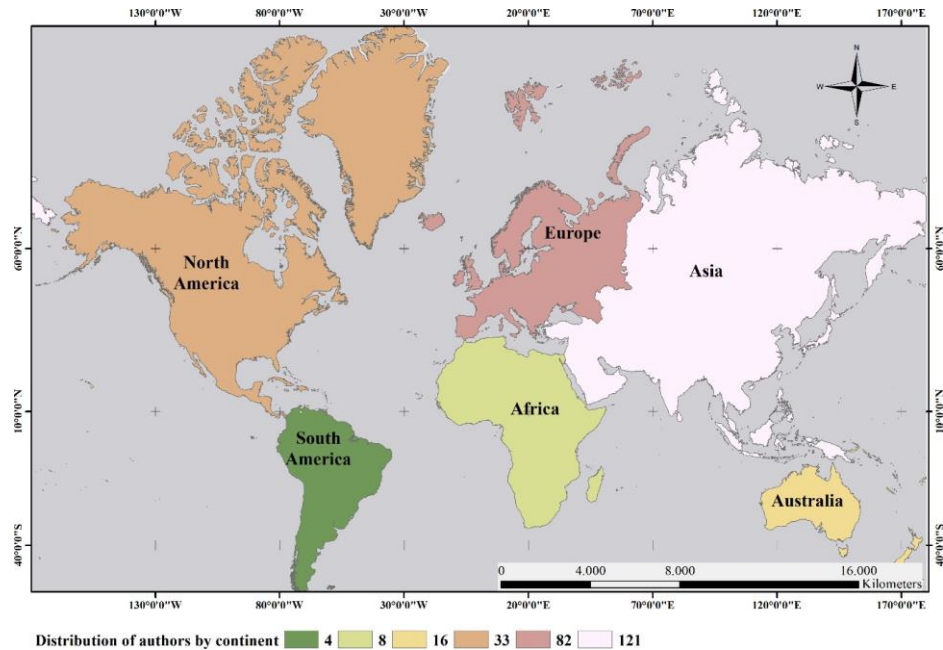 130°0'0"W 80°0'0"W 30°0'0"W 20°0'0"E 70°0'0"E 120°0'0"E 170°0'0"E
N
W E
S
60°0'0"N
60°0'0"N
Europe
North
America
Asia
10°0'0"N
10°0'0"N
Africa
South
America
Australia
40°0'0"S
40°0'0"S
0 4,000 8,000 16,000
Kilometers
130°0'0"W 80°0'0"W 30°0'0"W 20°0'0"E 70°0'0"E 120°0'0"E 170°0'0"E
Distribution of authors by continent 4 8 16 33 82 121